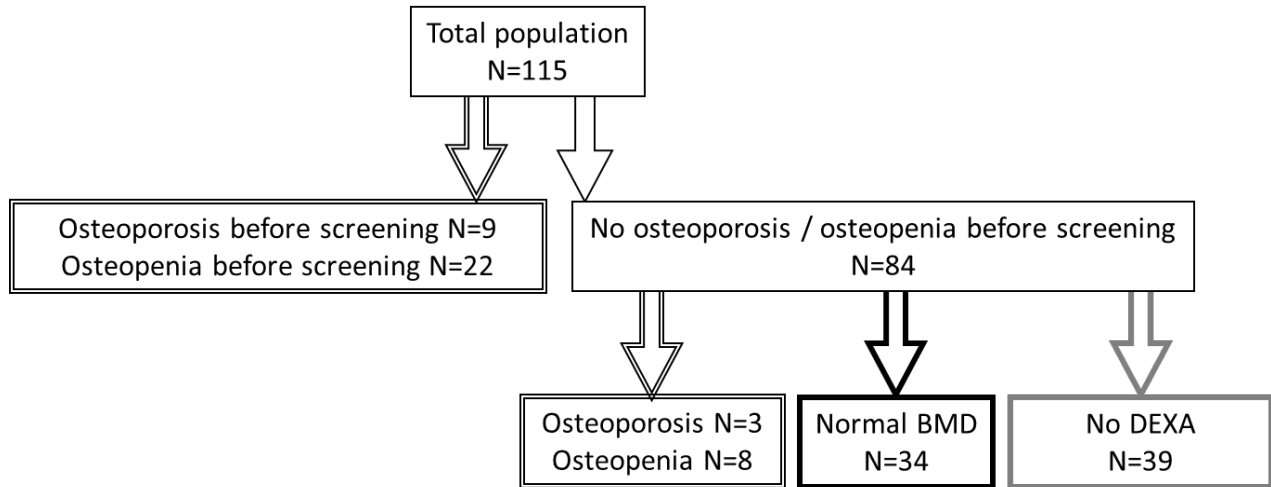 Total population
N=115
Osteoporosis before screening N=9
Osteopenia before screening N=22
No osteoporosis / osteopenia before screening
N=84
Osteoporosis N=3
Osteopenia N=8
Normal BMD
N=34
No DEXA
N=39